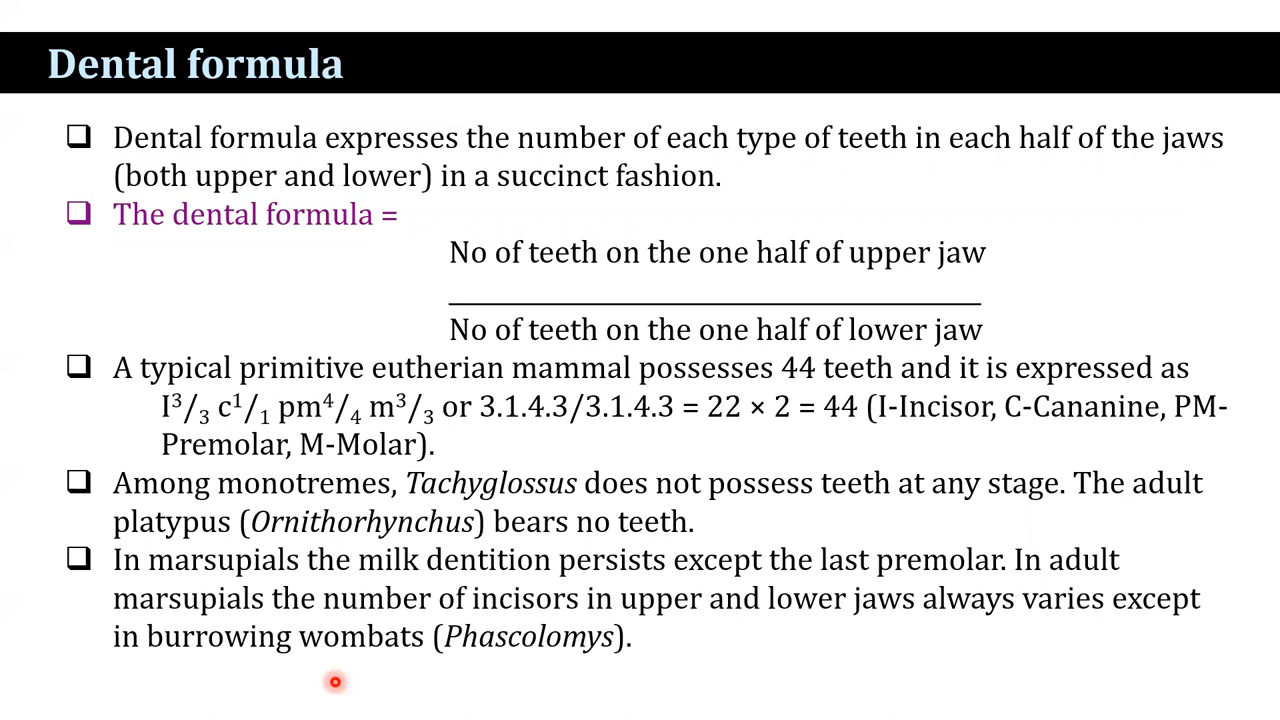 Dental formula
❑ Dental formula expresses the number of each type of teeth in each half of the jaws
(both upper and lower) in a succinct fashion.
❑ The dental formula =
No of teeth on the one half of upper jaw
No of teeth on the one half of lower jaw
❑ A typical primitive eutherian mammal possesses 44 teeth and it is expressed as
I³/₃ c¹/₁ pm⁴/₄ m³/₃ or 3.1.4.3/3.1.4.3 = 22 × 2 = 44 (I-Incisor, C-Cananine, PM-
Premolar, M-Molar).
❑ Among monotremes, Tachyglossus does not possess teeth at any stage. The adult
platypus (Ornithorhynchus) bears no teeth.
❑ In marsupials the milk dentition persists except the last premolar. In adult
marsupials the number of incisors in upper and lower jaws always varies except
in burrowing wombats (Phascolomys).